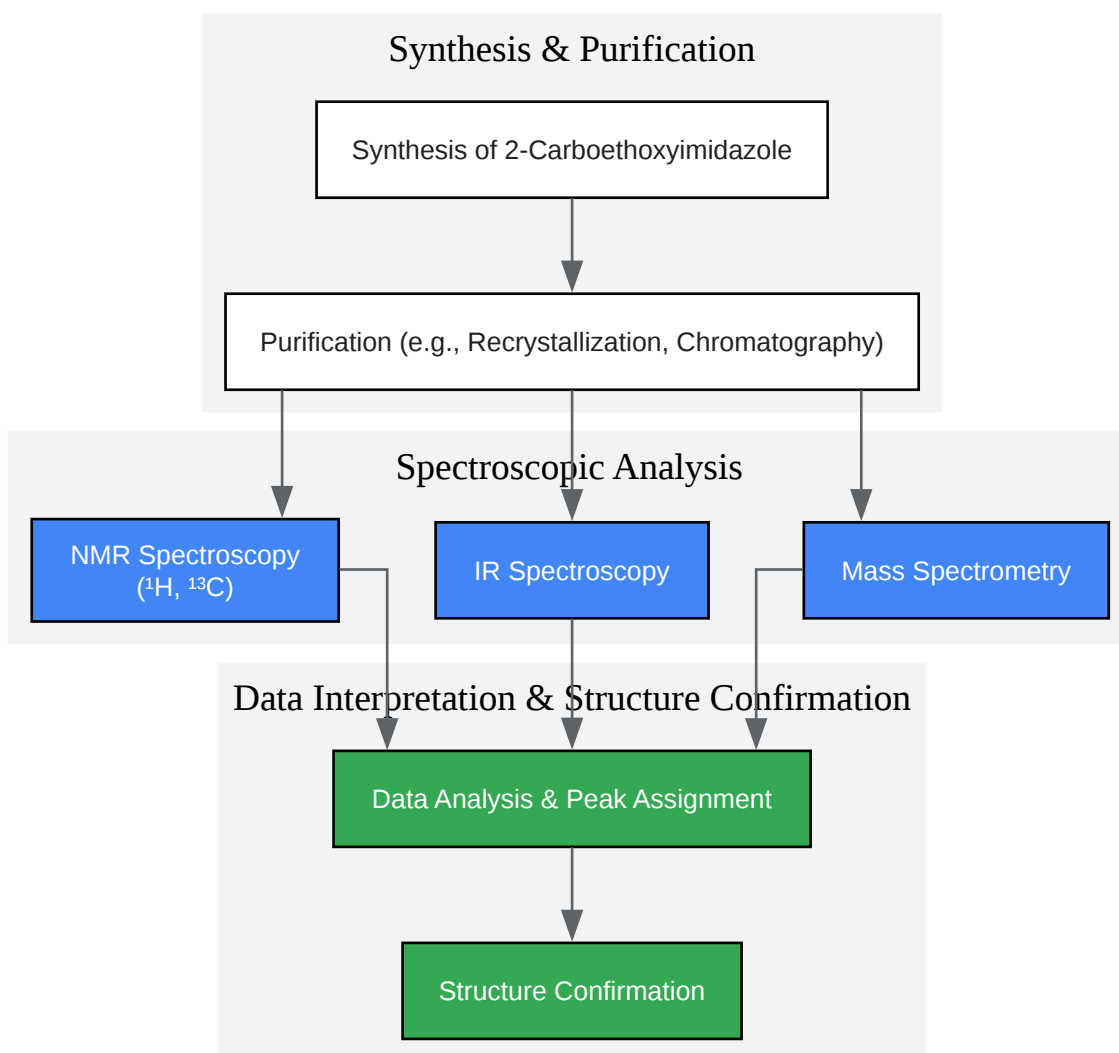 Synthesis & Purification
Synthesis of 2-Carboethoxyimidazole
Purification (e.g., Recrystallization, Chromatography)
Spectroscopic Analysis
NMR Spectroscopy
(¹H, ¹³C)
IR Spectroscopy
Mass Spectrometry
Data Interpretation & Structure Confirmation
Data Analysis & Peak Assignment
Structure Confirmation